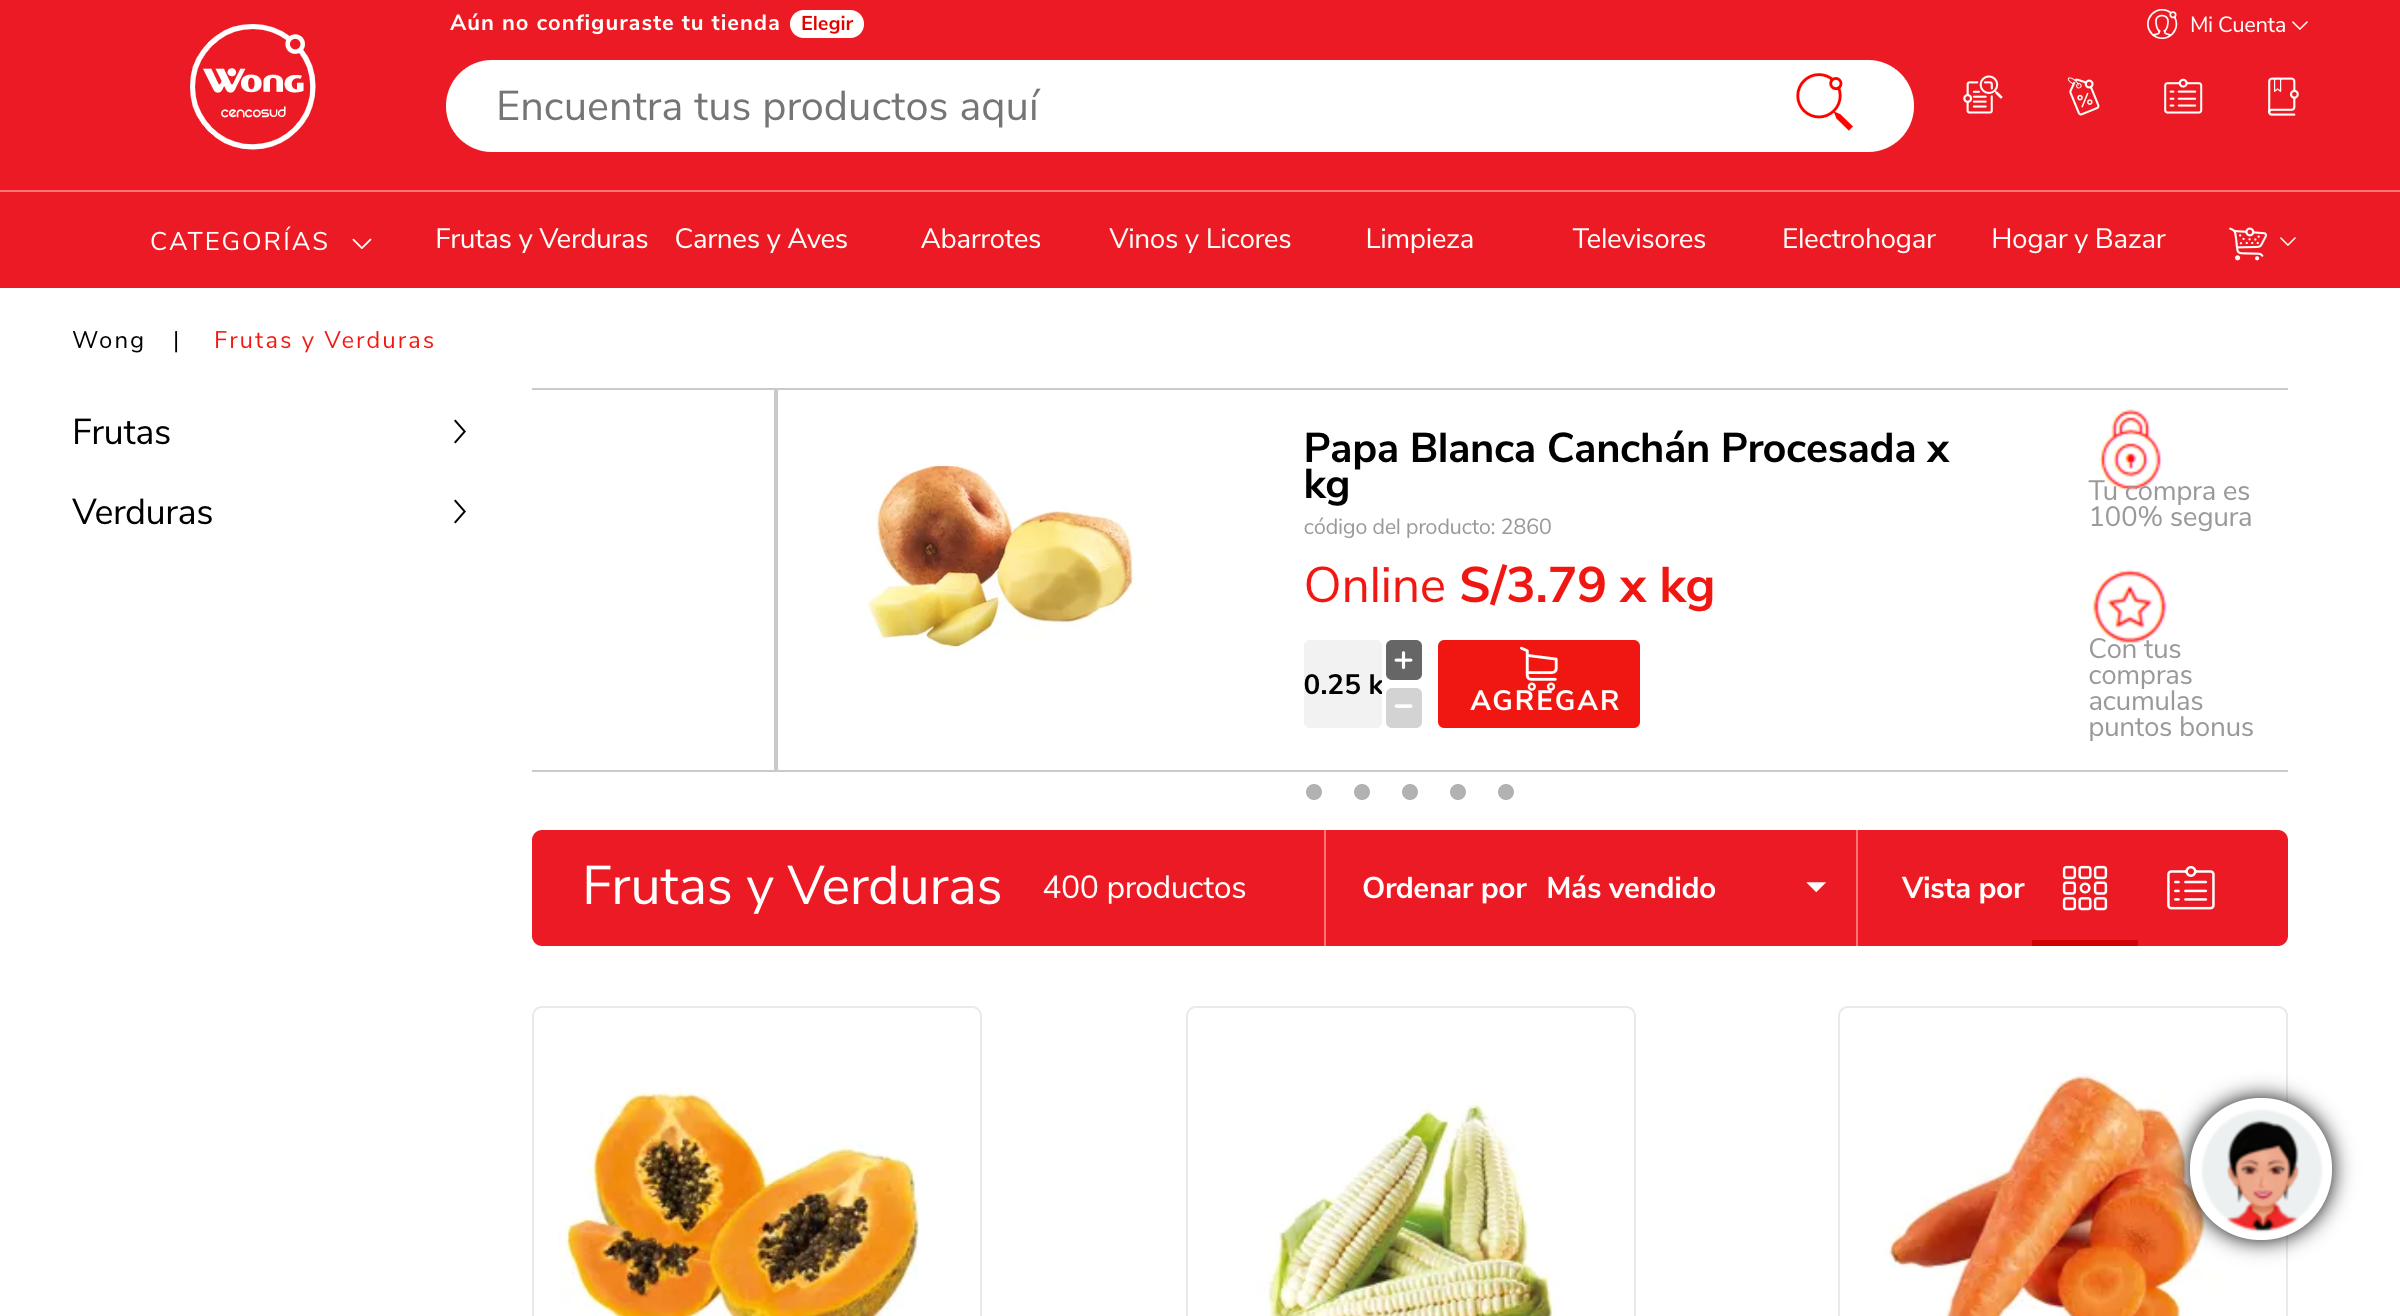 Aún no configuraste tu tienda Elegir
Mi Cuenta
Wong
cencosud
Encuentra tus productos aquí
CATEGORÍAS
Frutas y Verduras
Carnes y Aves
Abarrotes
Vinos y Licores
Limpieza
Televisores
Electrohogar
Hogar y Bazar
Wong | Frutas y Verduras
Frutas
Verduras
Papa Blanca Canchán Procesada x
kg
código del producto: 2860
Online S/3.79 x kg
0.25 k
+
−
AGREGAR
Tu compra es
100% segura
Con tus
compras
acumulas
puntos bonus
Frutas y Verduras 400 productos
Ordenar por Más vendido
Vista por